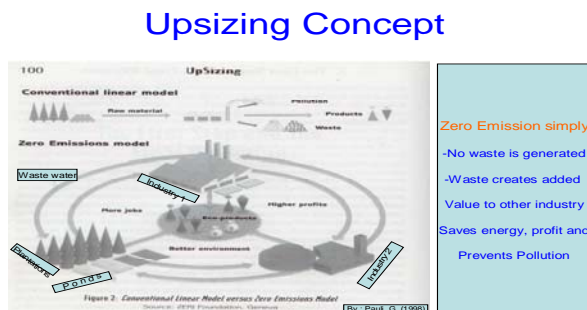 Upsizing Concept
100 UpSizing
Conventional linear model
Raw material
Pollution
Products
Waste
Zero Emissions model
Waste water
Industry 1
More jobs
Higher profits
Eco-products
Better environment
Plantations
Ponds
Industry 2
Figure 2: Conventional Linear Model versus Zero Emissions Model
Source: ZERI Foundation, Geneva
By : Pauli, G. (1998)
Zero Emission simply
-No waste is generated
-Waste creates added
Value to other industry
Saves energy, profit and
Prevents Pollution